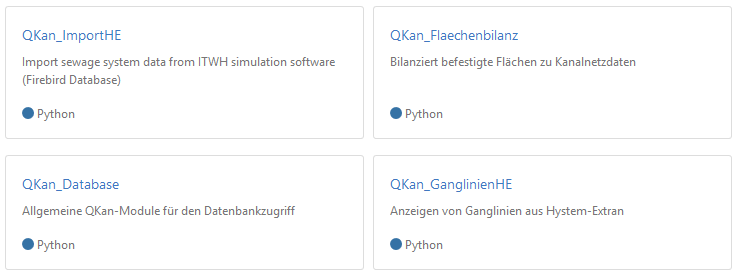 QKan_ImportHE
Import sewage system data from ITWH simulation software
(Firebird Database)
Python
QKan_Flaechenbilanz
Bilanziert befestigte Flächen zu Kanalnetzdaten
Python
QKan_Database
Allgemeine QKan-Module für den Datenbankzugriff
Python
QKan_GanglinienHE
Anzeigen von Ganglinien aus Hystem-Extran
Python